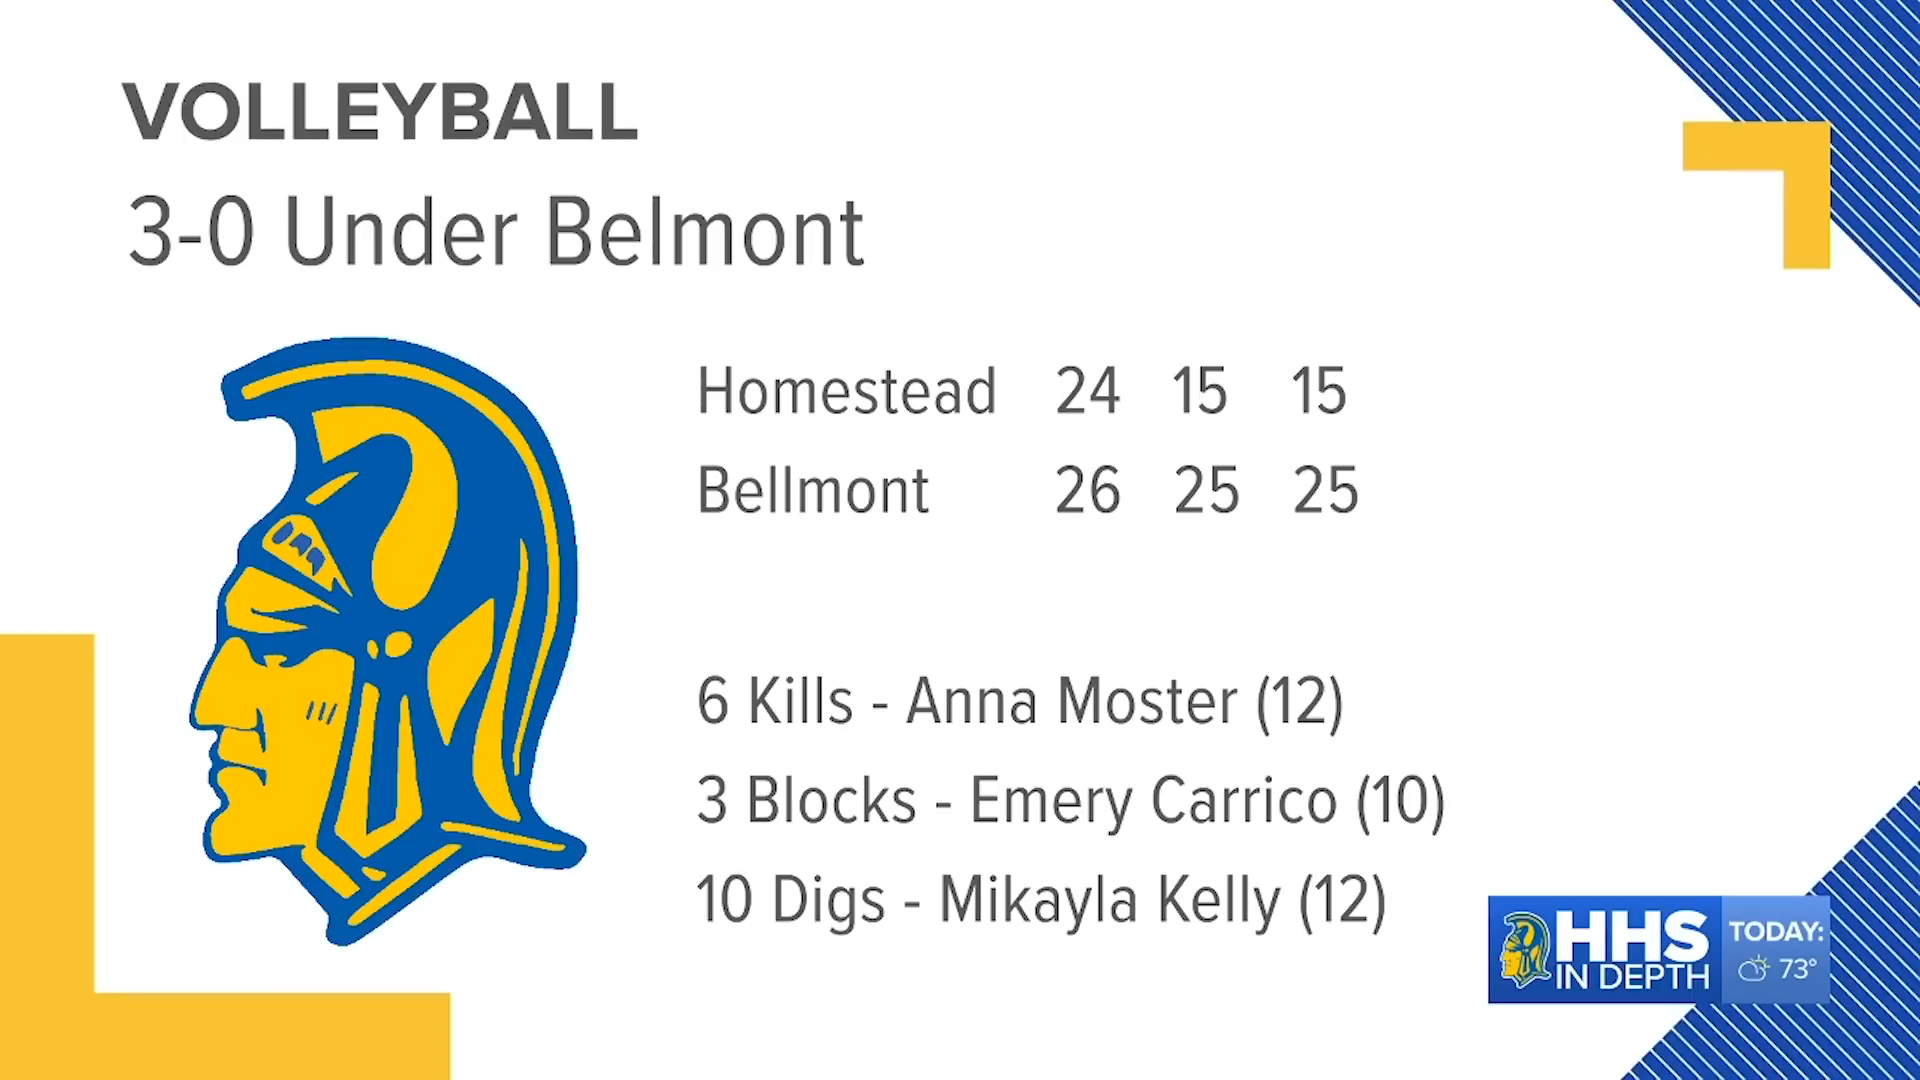 VOLLEYBALL
3-0 Under Belmont
Homestead 24 15 15
Bellmont 26 25 25
6 Kills - Anna Moster (12)
3 Blocks - Emery Carrico (10)
10 Digs - Mikayla Kelly (12)
HHS
IN DEPTH
TODAY:
73°